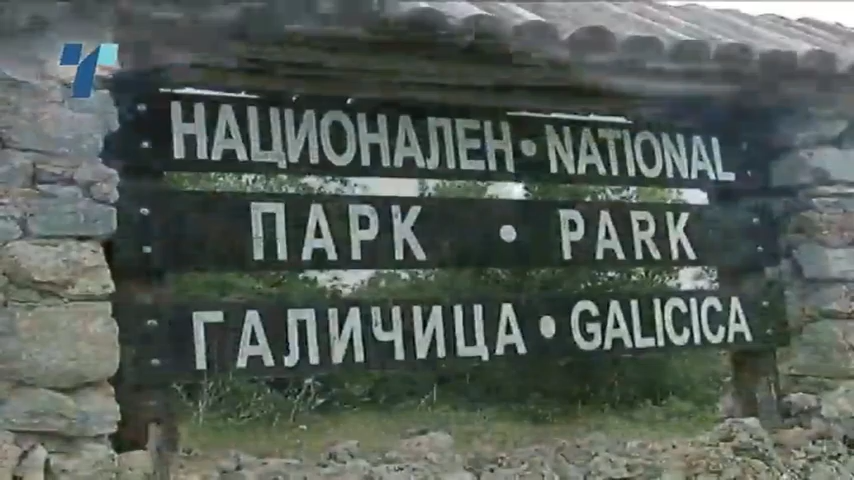 НАЦИОНАЛЕН • NATIONAL
ПАРК • PARK
ГАЛИЧИЦА • GALICICA